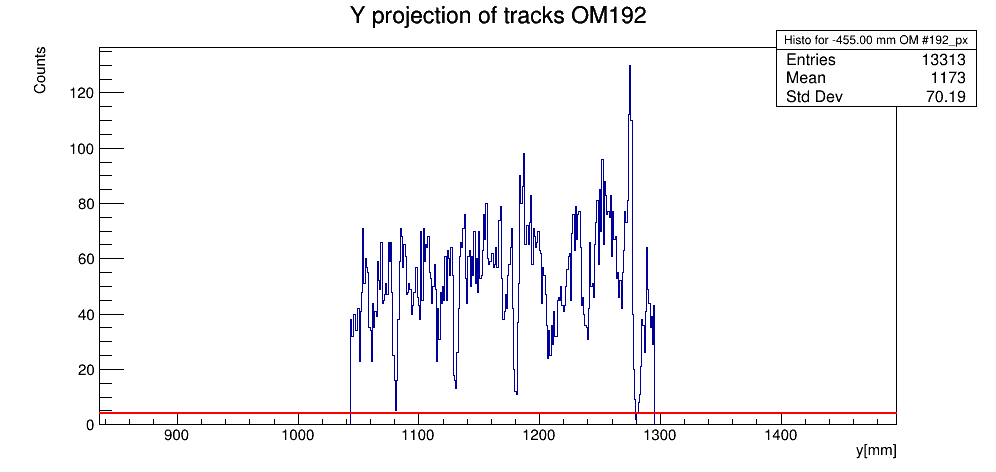 Y projection of tracks OM192
Histo for -455.00 mm OM #192_px
Entries 13313
Mean 1173
Std Dev 70.19
Counts
120
100
80
60
40
20
0
900 1000 1100 1200 1300 1400
y[mm]